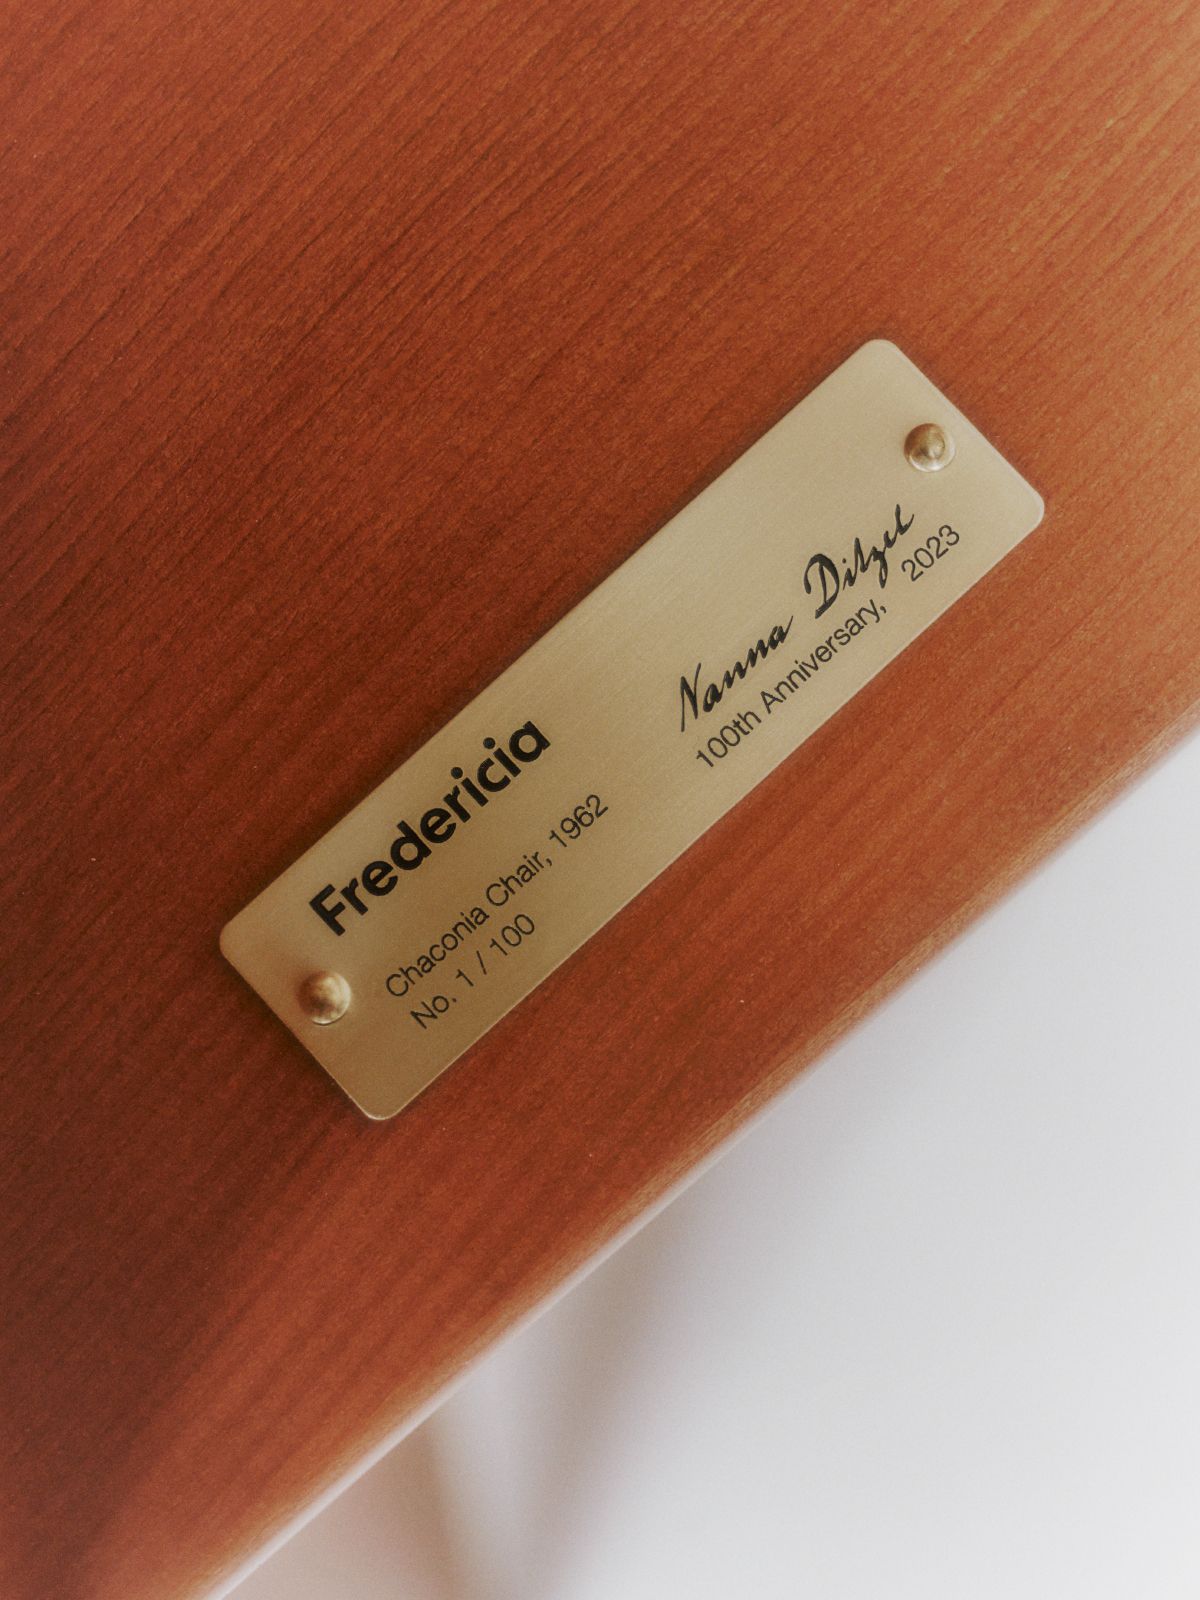 Fredericia
Chaconia Chair, 1962
No. 1 / 100
Nanna Ditzel
100th Anniversary, 2023